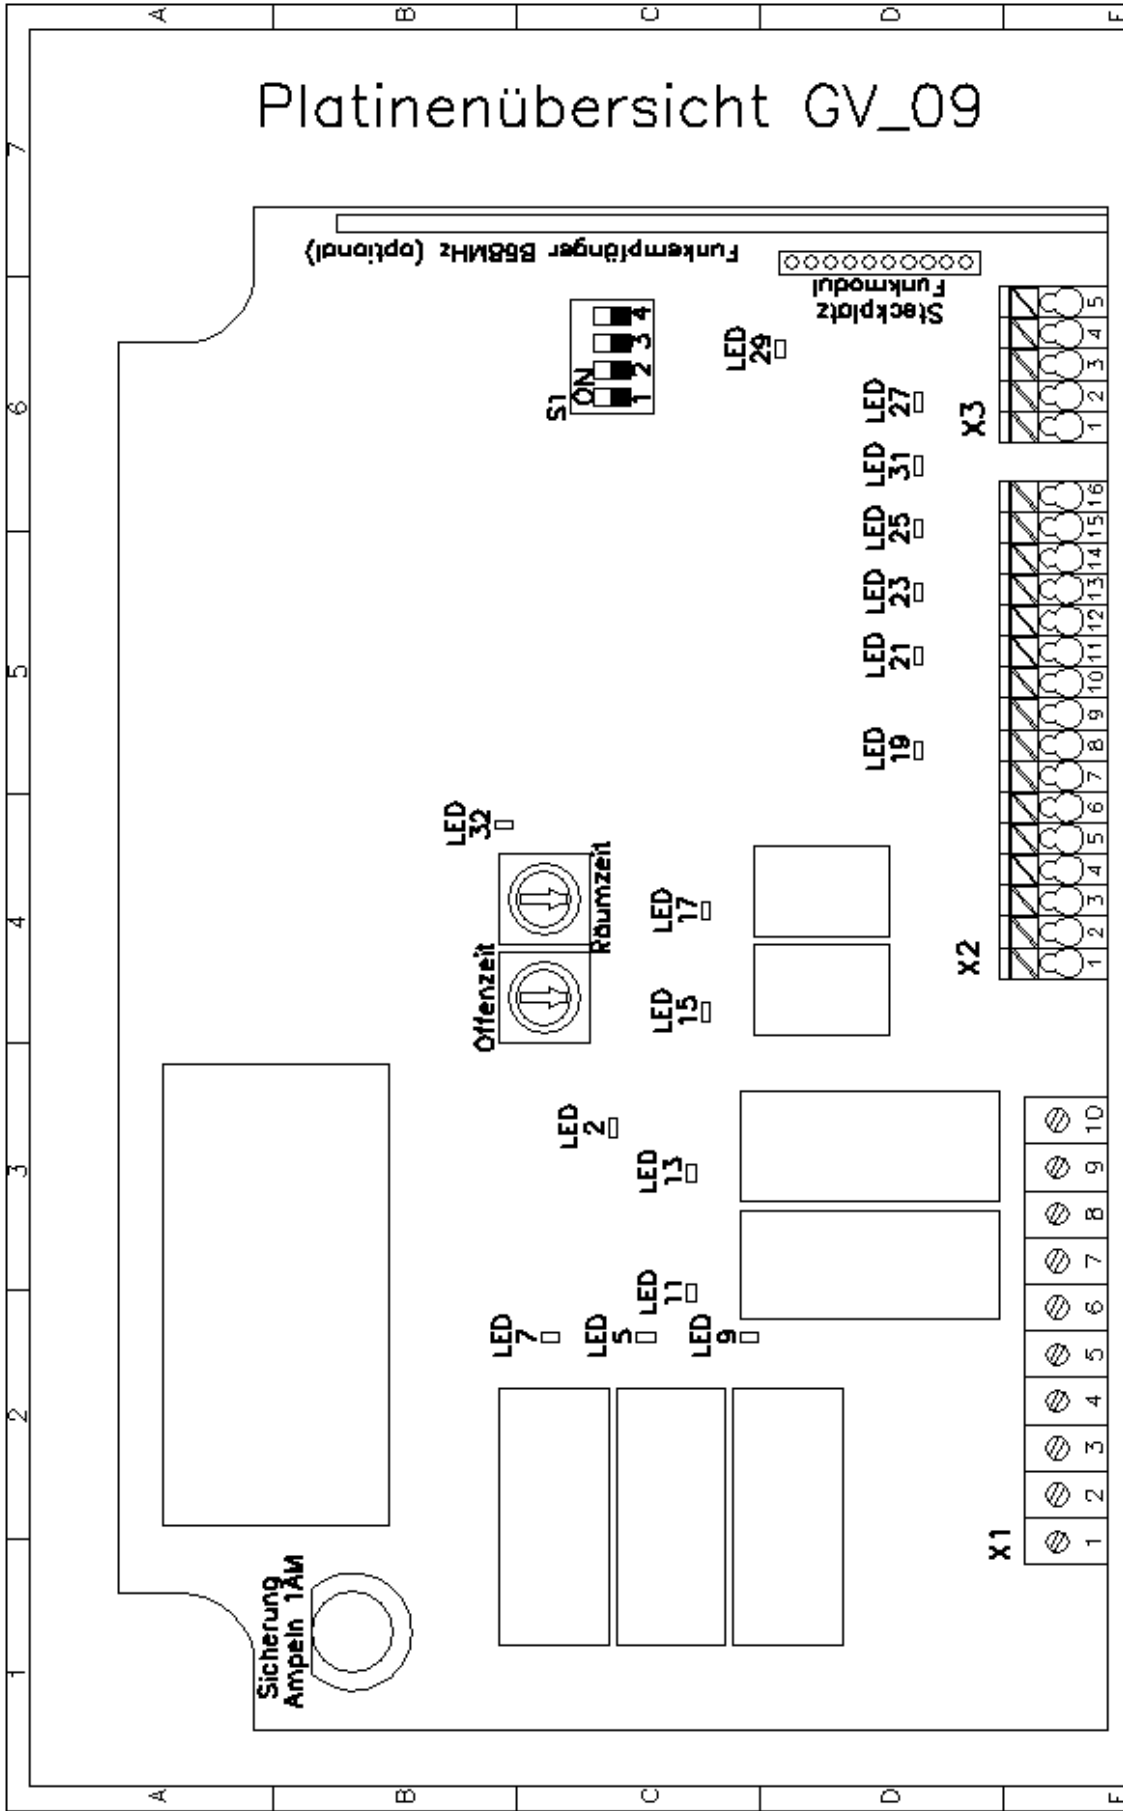 A B C D E
7
Platinenübersicht GV_09
Funkempfänger 868MHz (optional)
Steckplatz
Funkmodul
S1
ON
1 2 3 4
LED
29
LED
27
LED
31
LED
25
LED
23
LED
21
LED
19
X3
1 2 3 4 5
6
5
LED
32
Räumzeit
Offenzeit
LED
17
LED
15
X2
1 2 3 4 5 6 7 8 9 10 11 12 13 14 15 16
4
LED
2
LED
13
LED
11
3
LED
7
LED
5
LED
9
2
X1
1 2 3 4 5 6 7 8 9 10
Sicherung
Ampeln 1AM
1
A B C D E